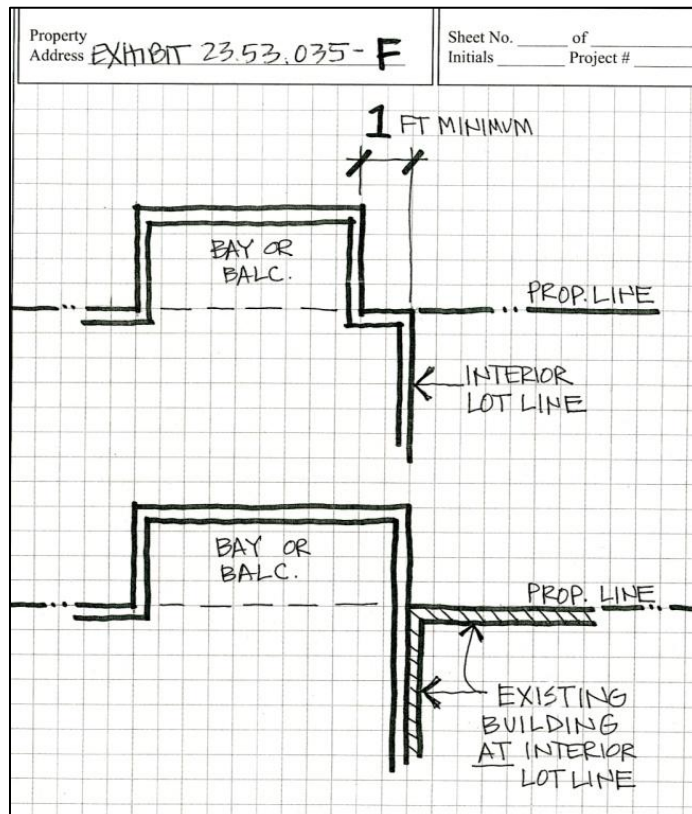 Property
Address EXHIBIT 23.53.035-F
Sheet No. of
Initials Project #
1 FT MINIMUM
BAY OR
BALC.
PROP. LINE
INTERIOR
LOT LINE
BAY OR
BALC.
PROP. LINE
EXISTING
BUILDING
AT INTERIOR
LOT LINE